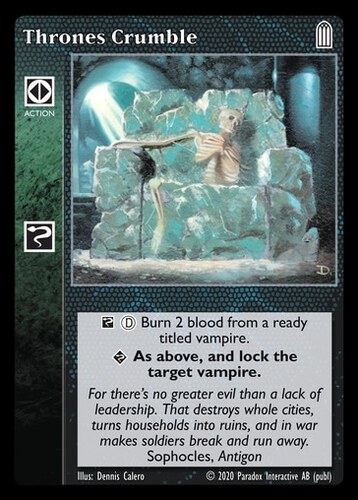 Thrones Crumble
ACTION
D Burn 2 blood from a ready
titled vampire.
As above, and lock the
target vampire.
For there's no greater evil than a lack of
leadership. That destroys whole cities,
turns households into ruins, and in war
makes soldiers break and run away.
Sophocles, Antigon
Illus: Dennis Calero © 2020 Paradox Interactive AB (publ)